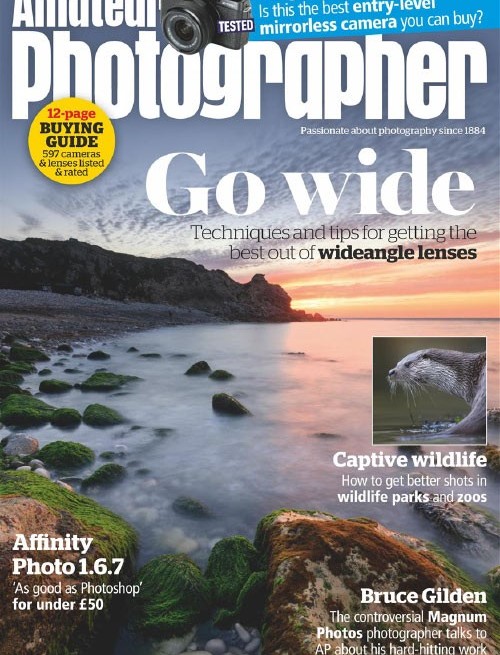 Amateur
Photographer
TESTED
Is this the best entry-level
mirrorless camera you can buy?
Passionate about photography since 1884
12-page
BUYING
GUIDE
597 cameras
& lenses listed
& rated
Go wide
Techniques and tips for getting the
best out of wideangle lenses
Captive wildlife
How to get better shots in
wildlife parks and zoos
Affinity
Photo 1.6.7
'As good as Photoshop'
for under £50
Bruce Gilden
The controversial Magnum
Photos photographer talks to
AP about his hard-hitting work